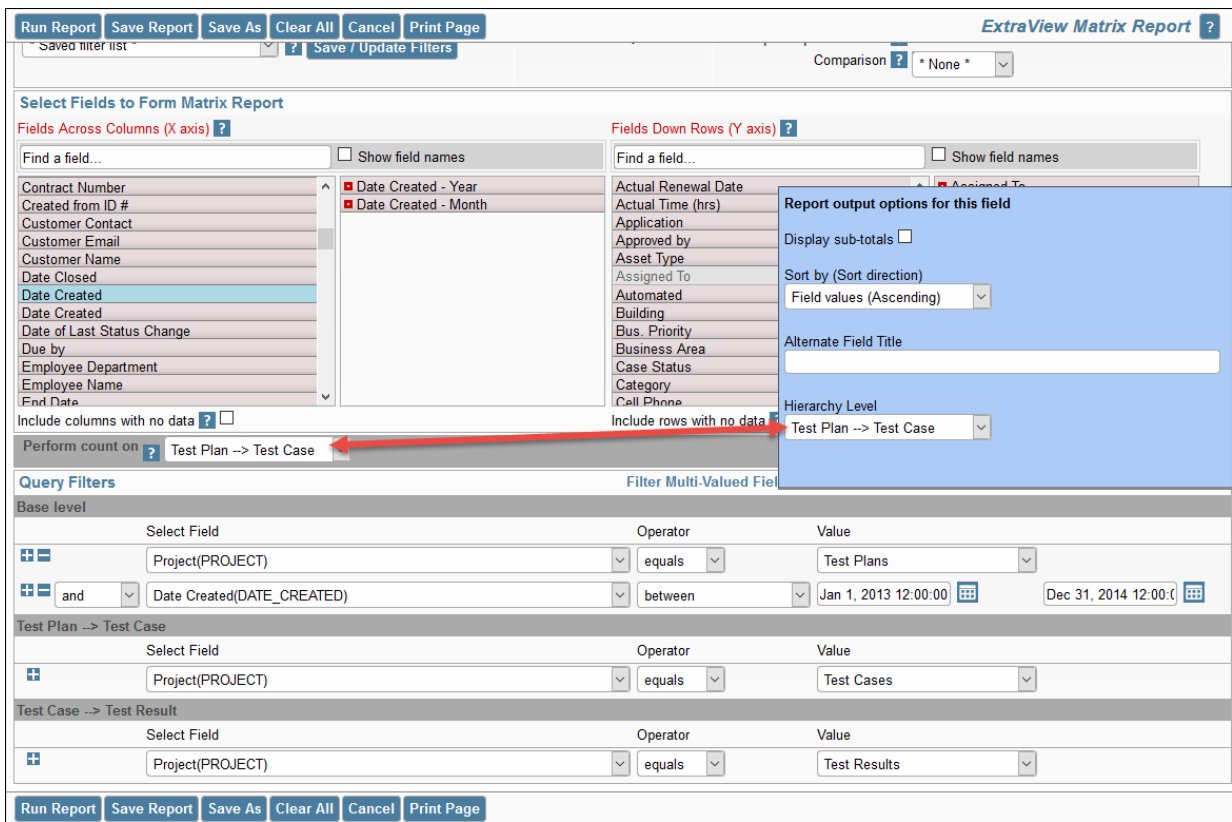 Run Report Save Report Save As Clear All Cancel Print Page ExtraView Matrix Report ?
* Saved filter list * ? Save / Update Filters
Comparison ? * None *
Select Fields to Form Matrix Report
Fields Across Columns (X axis) ? Fields Down Rows (Y axis) ?
Find a field... Show field names Find a field... Show field names
Contract Number Date Created - Year Actual Renewal Date Assigned To
Created from ID # Date Created - Month Actual Time (hrs) Report output options for this field
Customer Contact Application
Customer Email Approved by Display sub-totals
Customer Name Asset Type
Date Closed Assigned To Sort by (Sort direction)
Date Created Automated Field values (Ascending)
Date Created Building
Date of Last Status Change Bus. Priority
Due by Business Area Alternate Field Title
Employee Department Case Status
Employee Name Category
End Date Cell Phone Hierarchy Level
Include columns with no data ? Include rows with no data ? Test Plan --> Test Case
Perform count on ? Test Plan --> Test Case
Query Filters Filter Multi-Valued Fiel
Base level
Select Field Operator Value
Project(PROJECT) equals Test Plans
and Date Created(DATE_CREATED) between Jan 1, 2013 12:00:00 Dec 31, 2014 12:00:(
Test Plan --> Test Case
Select Field Operator Value
Project(PROJECT) equals Test Cases
Test Case --> Test Result
Select Field Operator Value
Project(PROJECT) equals Test Results
Run Report Save Report Save As Clear All Cancel Print Page